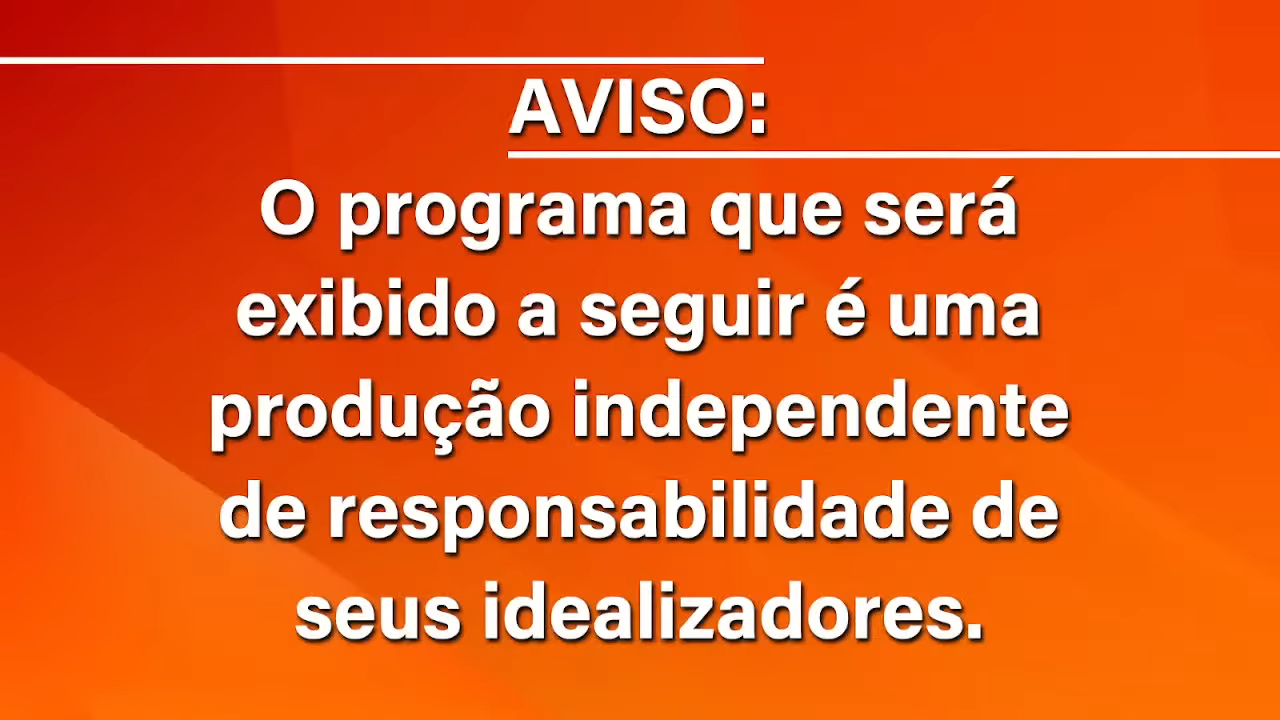 AVISO:
O programa que será
exibido a seguir é uma
produção independente
de responsabilidade de
seus idealizadores.